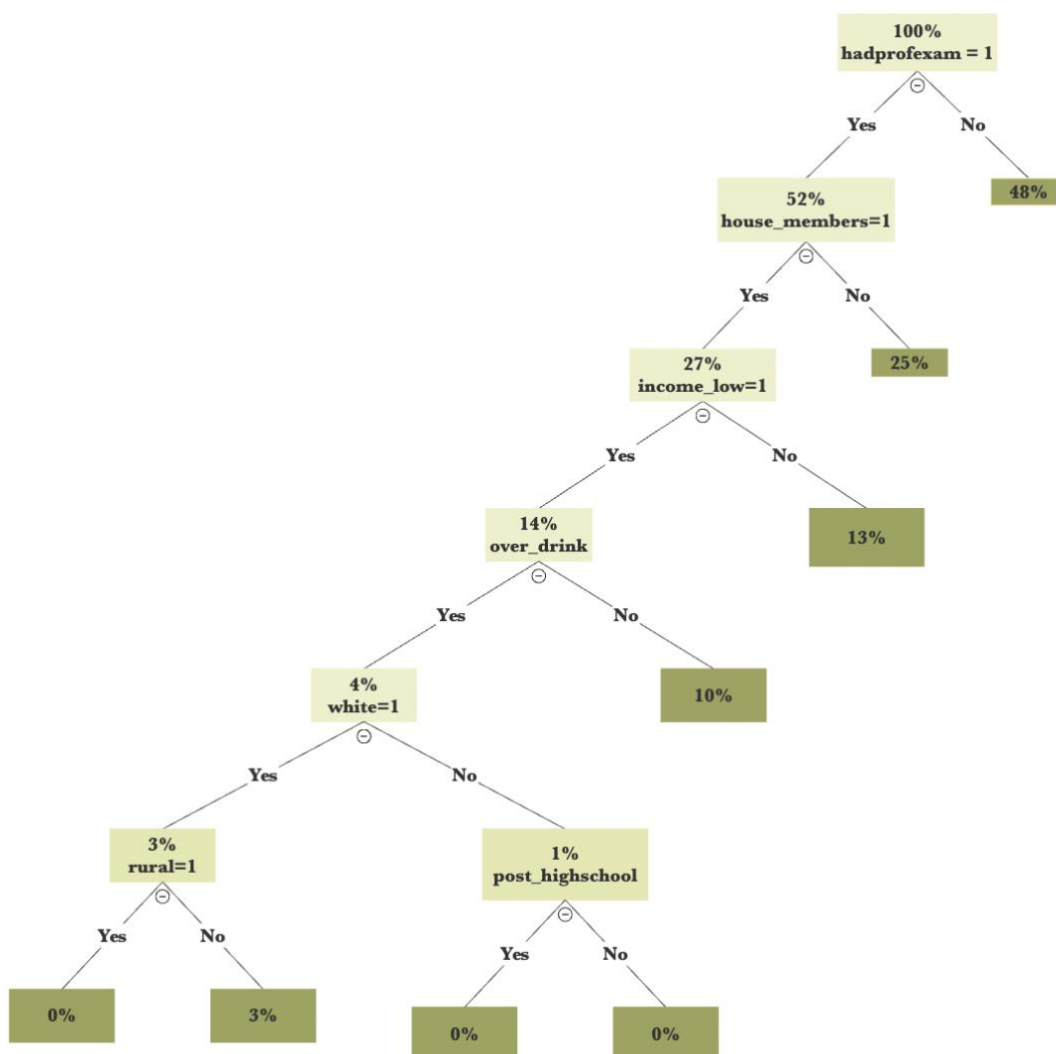 100%
hadprofexam = 1
Yes
No
52%
house_members=1
48%
Yes
No
27%
income_low=1
25%
Yes
No
14%
over_drink
13%
Yes
No
4%
white=1
10%
Yes
No
3%
rural=1
1%
post_highschool
Yes
No
Yes
No
0%
3%
0%
0%